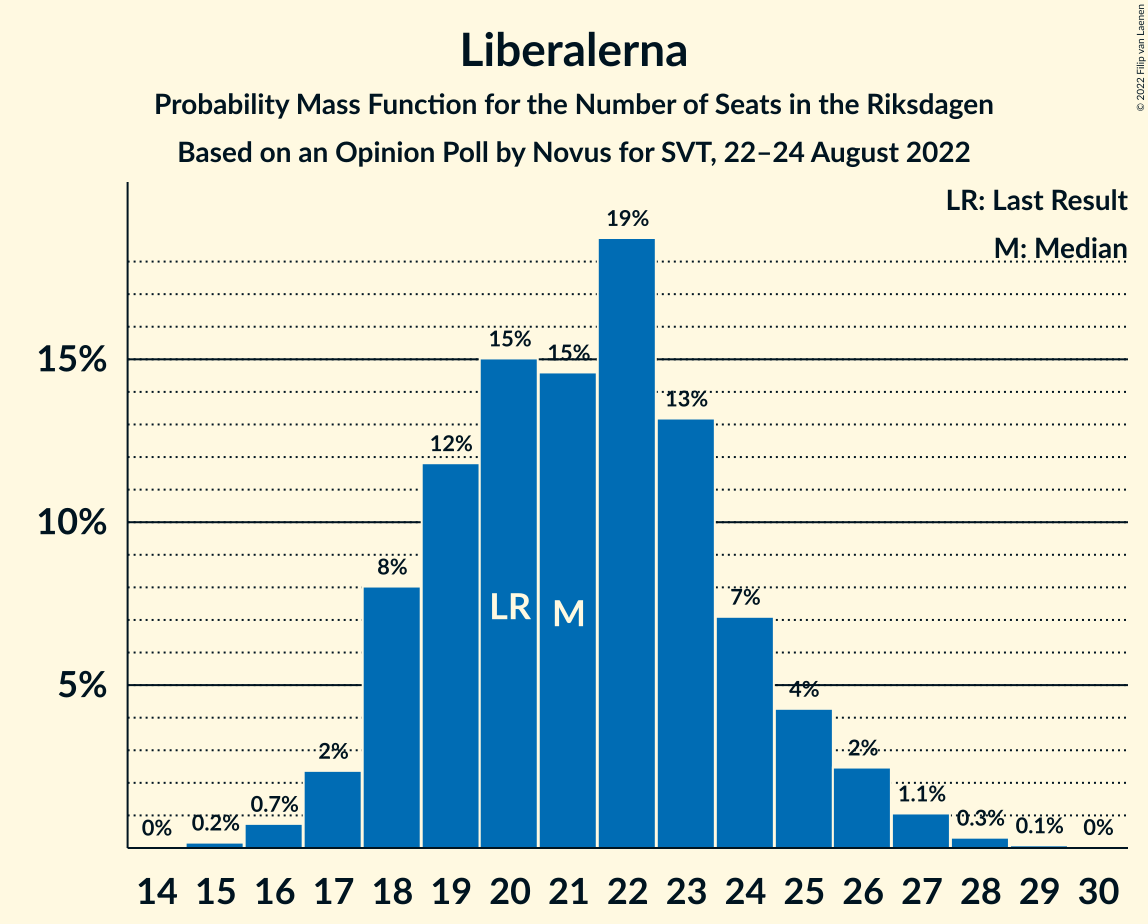 Liberalerna
Probability Mass Function for the Number of Seats in the Riksdagen
Based on an Opinion Poll by Novus for SVT, 22–24 August 2022
© 2022 Filip van Laenen
LR: Last Result
M: Median
19%
15%
15%
15%
13%
12%
10%
8%
LR
M
7%
5%
4%
2%
2%
1.1%
0.7%
0.3%
0.2%
0.1%
0%
0%
14 15 16 17 18 19 20 21 22 23 24 25 26 27 28 29 30